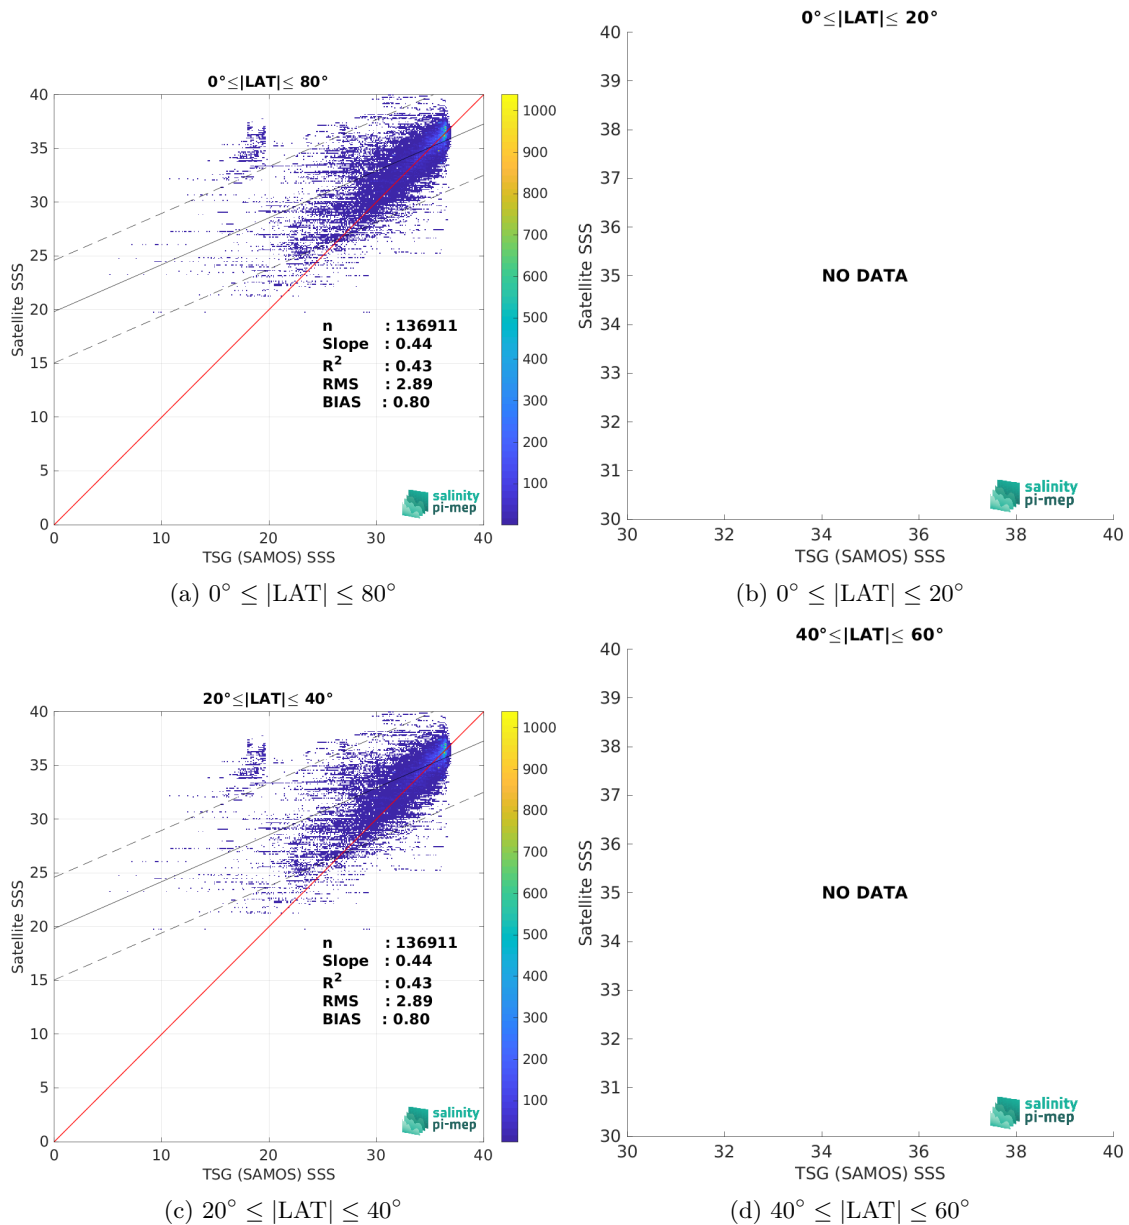 0°≤|LAT|≤ 80°
40
35
30
25
20
15
10
5
0
Satellite SSS
n : 136911
Slope : 0.44
R² : 0.43
RMS : 2.89
BIAS : 0.80
salinity
pi-mep
0 10 20 30 40
TSG (SAMOS) SSS
1000
900
800
700
600
500
400
300
200
100
(a) 0° ≤ |LAT| ≤ 80°
0°≤|LAT|≤ 20°
40
39
38
37
36
35
34
33
32
31
30
Satellite SSS
NO DATA
salinity
pi-mep
30 32 34 36 38 40
TSG (SAMOS) SSS
(b) 0° ≤ |LAT| ≤ 20°
20°≤|LAT|≤ 40°
40
35
30
25
20
15
10
5
0
Satellite SSS
n : 136911
Slope : 0.44
R² : 0.43
RMS : 2.89
BIAS : 0.80
salinity
pi-mep
0 10 20 30 40
TSG (SAMOS) SSS
1000
900
800
700
600
500
400
300
200
100
(c) 20° ≤ |LAT| ≤ 40°
40°≤|LAT|≤ 60°
40
39
38
37
36
35
34
33
32
31
30
Satellite SSS
NO DATA
salinity
pi-mep
30 32 34 36 38 40
TSG (SAMOS) SSS
(d) 40° ≤ |LAT| ≤ 60°